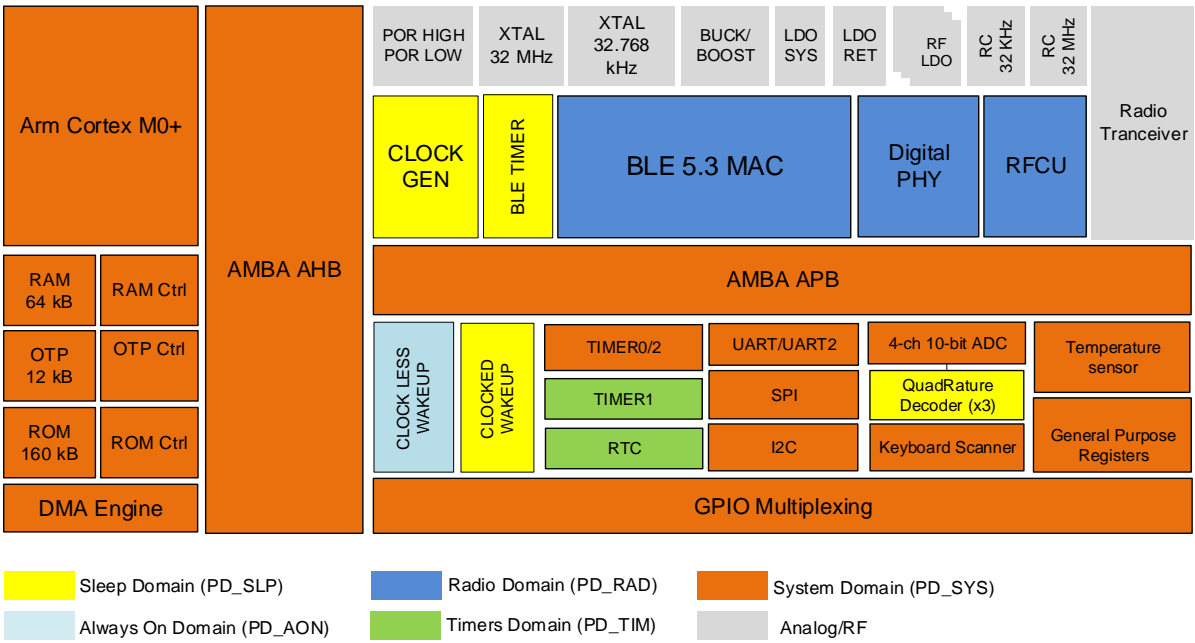 Arm Cortex M0+
RAM
64 kB
RAM Ctrl
OTP
12 kB
OTP Ctrl
ROM
160 kB
ROM Ctrl
DMA Engine
AMBA AHB
POR HIGH
POR LOW
XTAL
32 MHz
XTAL
32.768
kHz
BUCK/
BOOST
LDO
SYS
LDO
RET
RF
LDO
RC
32 KHz
RC
32 MHz
Radio
Tranceiver
CLOCK
GEN
BLE TIMER
BLE 5.3 MAC
Digital
PHY
RFCU
AMBA APB
CLOCK LESS
WAKEUP
CLOCKED
WAKEUP
TIMER0/2
TIMER1
RTC
UART/UART2
SPI
I2C
4-ch 10-bit ADC
QuadRature
Decoder (x3)
Keyboard Scanner
Temperature
sensor
General Purpose
Registers
GPIO Multiplexing
Sleep Domain (PD_SLP)
Radio Domain (PD_RAD)
System Domain (PD_SYS)
Always On Domain (PD_AON)
Timers Domain (PD_TIM)
Analog/RF